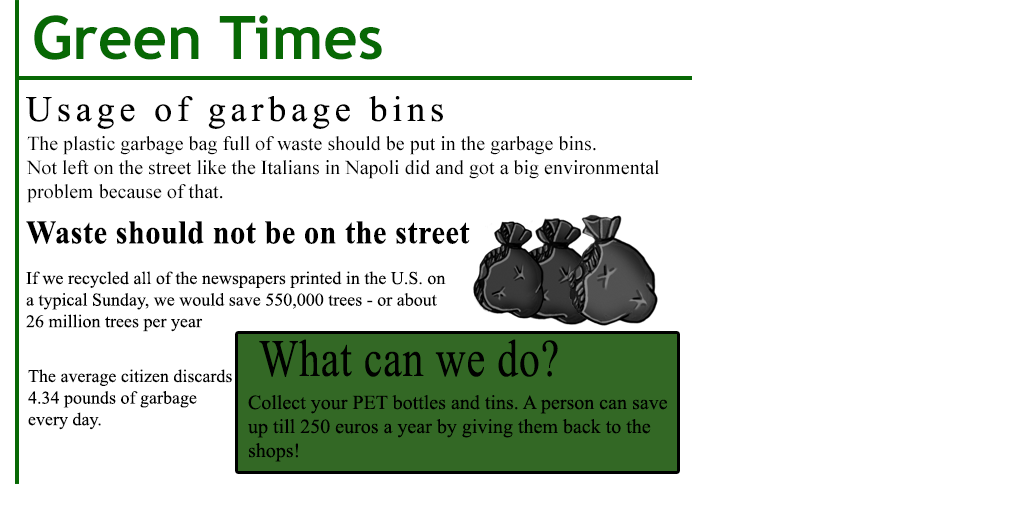 Green Times
Usage of garbage bins
The plastic garbage bag full of waste should be put in the garbage bins.
Not left on the street like the Italians in Napoli did and got a big environmental
problem because of that.
Waste should not be on the street
If we recycled all of the newspapers printed in the U.S. on
a typical Sunday, we would save 550,000 trees - or about
26 million trees per year
The average citizen discards
4.34 pounds of garbage
every day.
What can we do?
Collect your PET bottles and tins. A person can save
up till 250 euros a year by giving them back to the
shops!